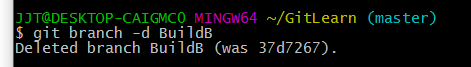 JJT@DESKTOP-CAIGMC0 MINGW64 ~/GitLearn (master)
$ git branch -d BuildB
Deleted branch BuildB (was 37d7267).